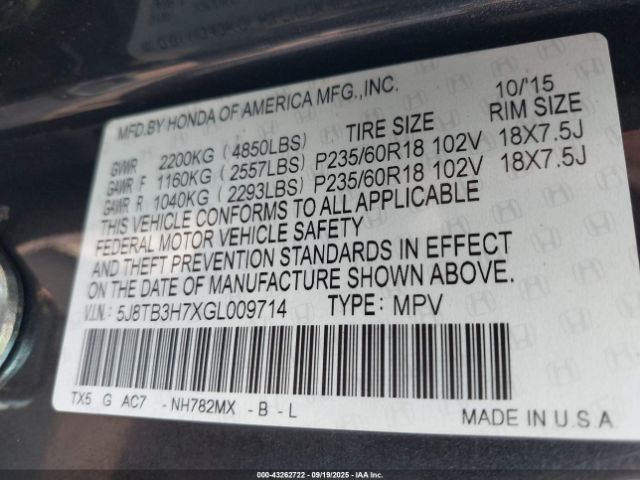 MFD.BY HONDA OF AMERICA MFG.,INC. 10/'15
GVWR 2200KG ( 4850LBS) TIRE SIZE RIM SIZE
GAWR F 1160KG ( 2557LBS) P235/60R18 102V 18X7.5J
GAWR R 1040KG ( 2293LBS) P235/60R18 102V 18X7.5J
THIS VEHICLE CONFORMS TO ALL APPLICABLE
FEDERAL MOTOR VEHICLE SAFETY
AND THEFT PREVENTION STANDARDS IN EFFECT
ON THE DATE OF MANUFACTURE SHOWN ABOVE.
V.I.N.: 5J8TB3H7XGL009714 TYPE: MPV
TX5 G AC7 - NH782MX - B - L MADE IN U.S.A.
000-43262722 - 09/19/2025 - IAA Inc.